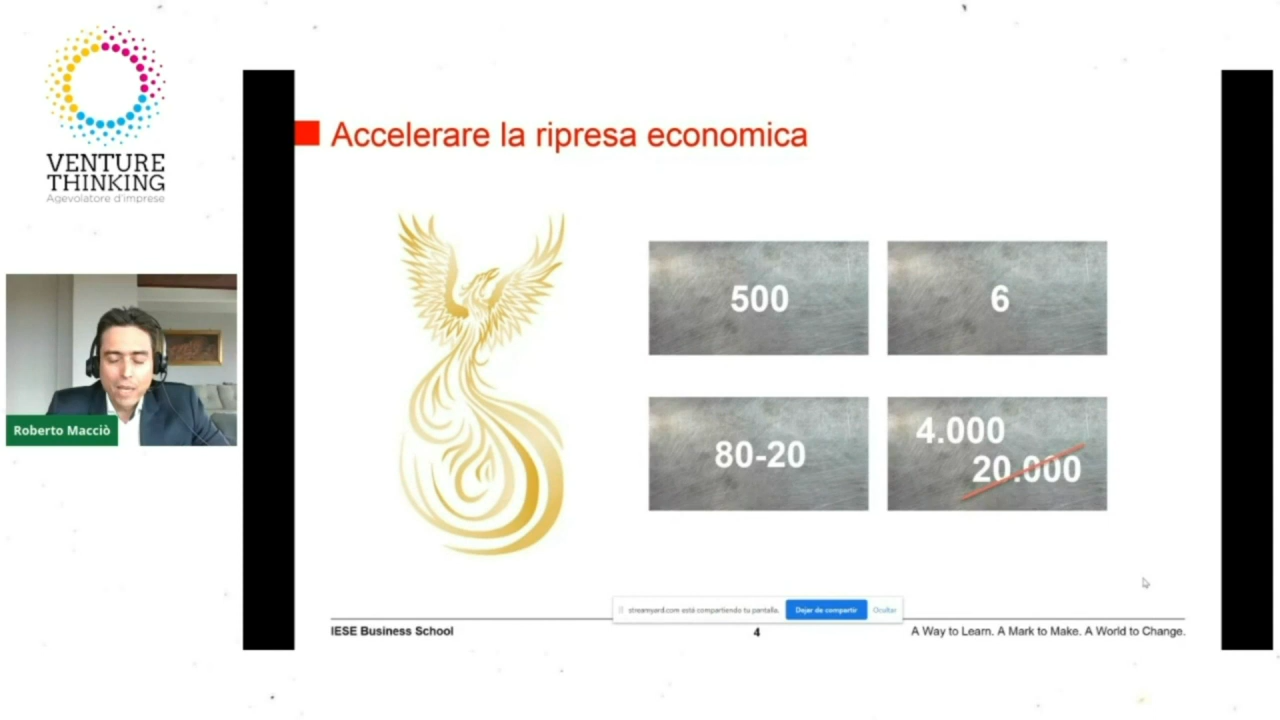 VENTURE
THINKING
Agevolatore d'imprese
Roberto Macciò
Accelerare la ripresa economica
500
6
80-20
4.000
20.000
streamyard.com está compartiendo tu pantalla.
Dejar de compartir
Ocultar
IESE Business School
4
A Way to Learn. A Mark to Make. A World to Change.